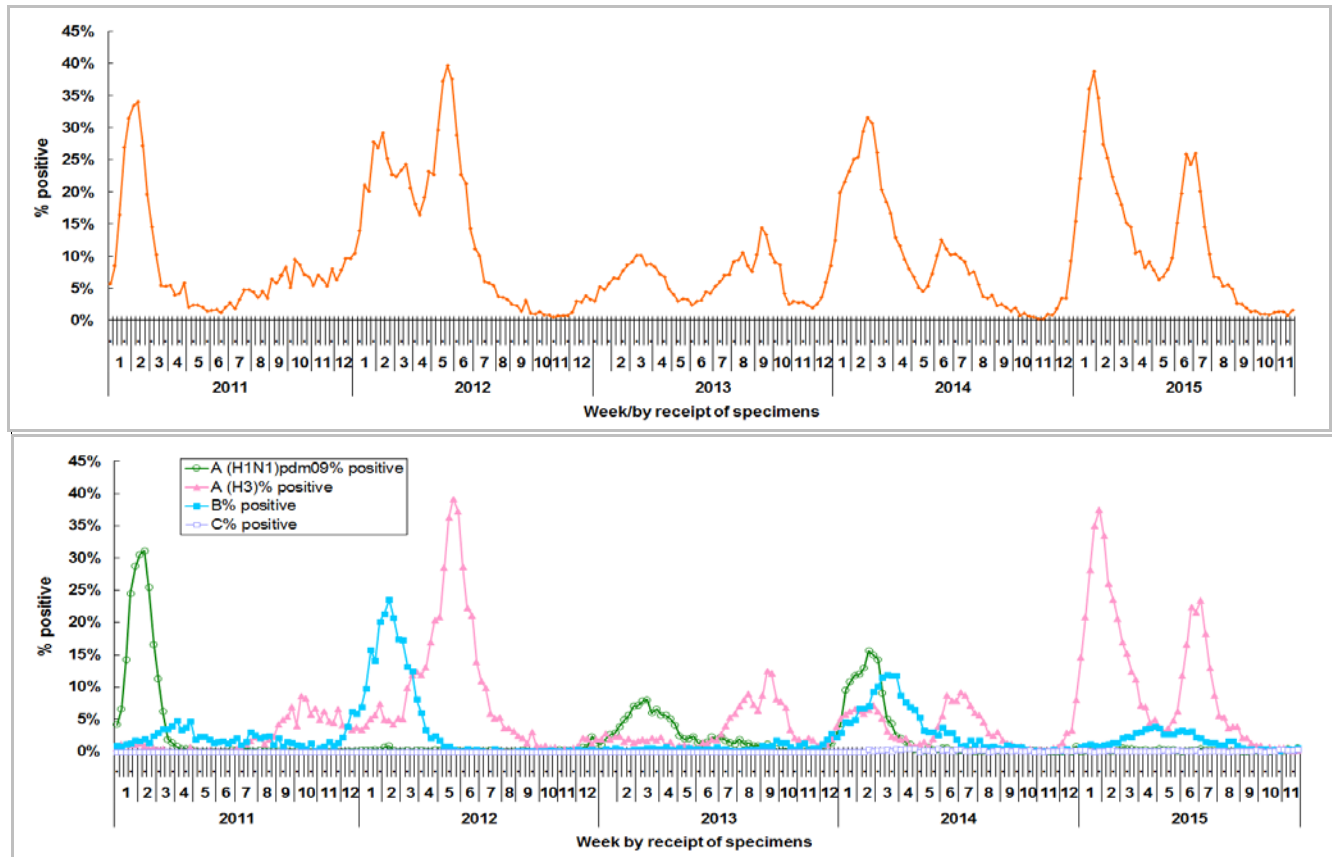 45%
40%
35%
30%
25%
20%
15%
10%
5%
0%
% positive
1 2 3 4 5 6 7 8 9 10 11 12 1 2 3 4 5 6 7 8 9 10 11 12 2 3 4 5 6 7 8 9 10 11 12 1 2 3 4 5 6 7 8 9 10 11 12 1 2 3 4 5 6 7 8 9 10 11
2011 2012 2013 2014 2015
Week/by receipt of specimens
A (H1N1)pdm09% positive
A (H3)% positive
B% positive
C% positive
45%
40%
35%
30%
25%
20%
15%
10%
5%
0%
% positive
1 2 3 4 5 6 7 8 9 10 11 12 1 2 3 4 5 6 7 8 9 10 11 12 2 3 4 5 6 7 8 9 10 11 12 1 2 3 4 5 6 7 8 9 10 11 12 1 2 3 4 5 6 7 8 9 10 11
2011 2012 2013 2014 2015
Week by receipt of specimens